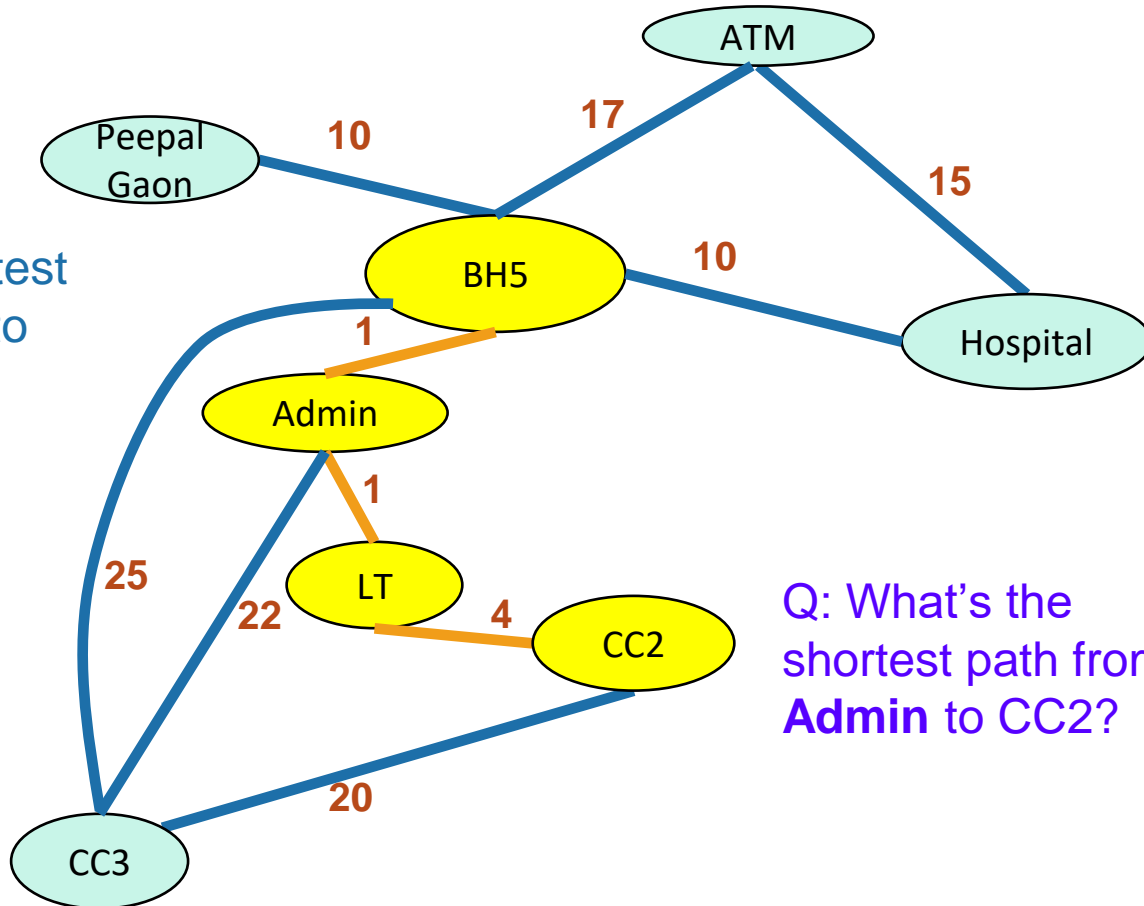 ATM
17
10
Peepal
Gaon
15
BH5
10
1
Hospital
Admin
1
25
LT
22
4
CC2
Q: What's the
shortest path
Admin to CC2?
20
CC3